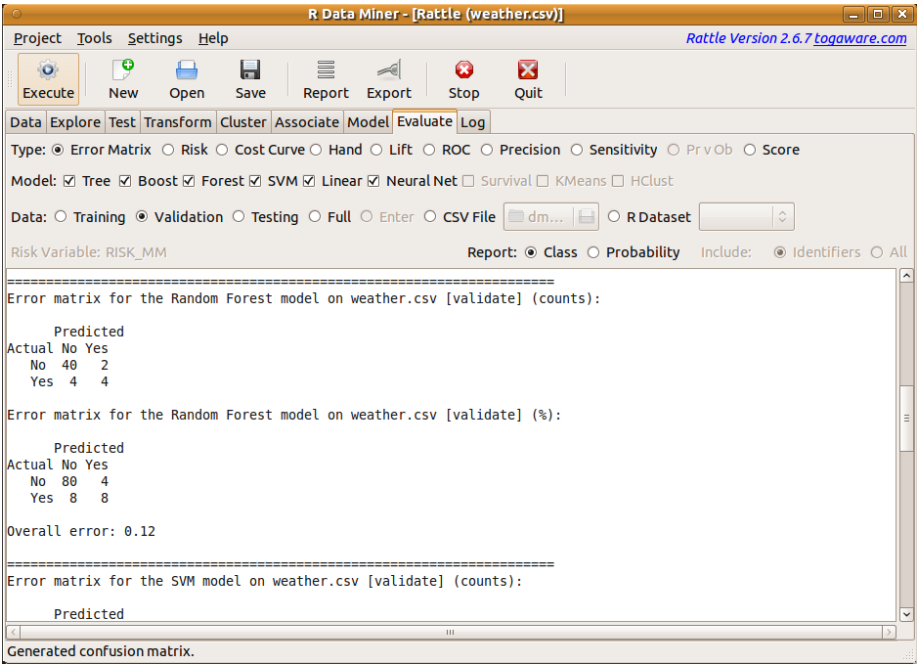 R Data Miner - [Rattle (weather.csv)]
Project Tools Settings Help Rattle Version 2.6.7 togaware.com
Execute New Open Save Report Export Stop Quit
Data Explore Test Transform Cluster Associate Model Evaluate Log
Type: Error Matrix Risk Cost Curve Hand Lift ROC Precision Sensitivity Pr v Ob Score
Model: Tree Boost Forest SVM Linear Neural Net Survival KMeans HClust
Data: Training Validation Testing Full Enter CSV File dm... R Dataset
Risk Variable: RISK_MM Report: Class Probability Include: Identifiers All
======================================================================
Error matrix for the Random Forest model on weather.csv [validate] (counts):
Predicted
Actual No Yes
No 40 2
Yes 4 4
Error matrix for the Random Forest model on weather.csv [validate] (%):
Predicted
Actual No Yes
No 80 4
Yes 8 8
Overall error: 0.12
======================================================================
Error matrix for the SVM model on weather.csv [validate] (counts):
Predicted
Generated confusion matrix.